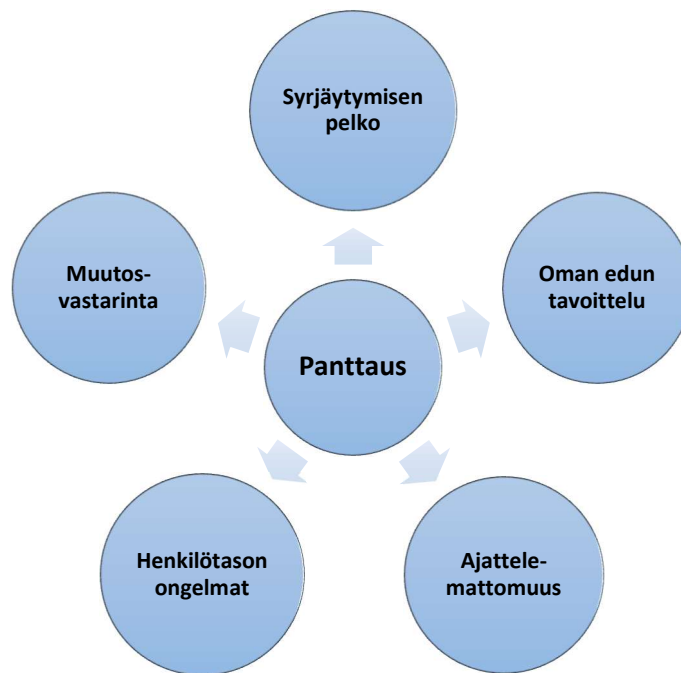 Syrjäytymisen
pelko
Muutos-
vastarinta
Oman edun
tavoittelu
Panttaus
Henkilötason
ongelmat
Ajattele-
mattomuus